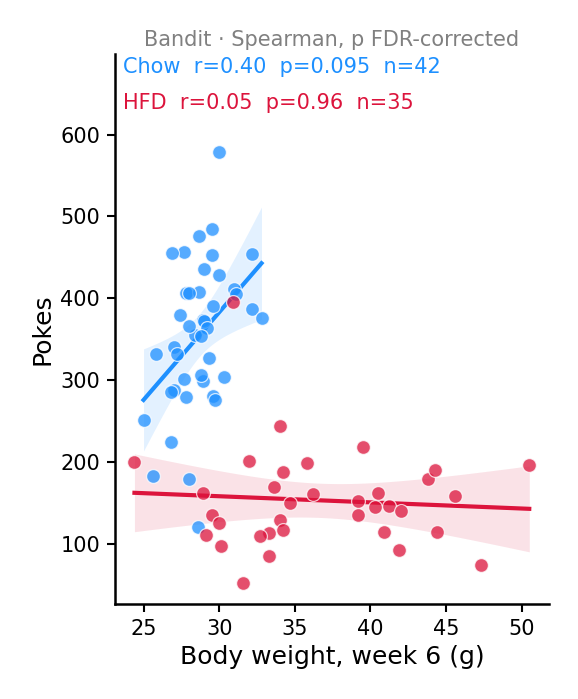 Bandit · Spearman, p FDR-corrected
Chow r=0.40 p=0.095 n=42
HFD r=0.05 p=0.96 n=35
600
500
400
300
200
100
Pokes
25 30 35 40 45 50
Body weight, week 6 (g)